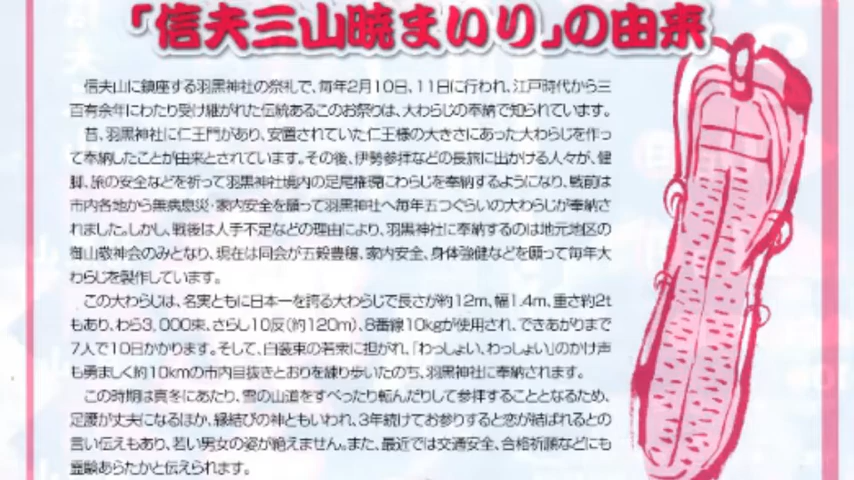 「信夫三山暁まいり」の由来
信夫山に鎮座する羽黒神社の祭礼で、毎年2月10日、11日に行われ、江戸時代から三
百有余年にわたり受け継がれた伝統あるこのお祭りは、大わらじの奉納で知られています。
昔、羽黒神社に仁王門があり、安置されていた仁王様の大きさにあった大わらじを作っ
て奉納したことが由来とされています。その後、伊勢参拝などの長旅に出かける人々が、健
脚、旅の安全などを祈って羽黒神社境内の足尾権現にわらじを奉納するようになり、戦前は
市内各地から無病息災・家内安全を願って羽黒神社へ毎年五つぐらいの大わらじが奉納さ
れました。しかし、戦後は人手不足などの理由により、羽黒神社に奉納するのは地元地区の
御山敬神会のみとなり、現在は同会が五穀豊穣、家内安全、身体強健などを願って毎年大
わらじを製作しています。
この大わらじは、名実ともに日本一を誇る大わらじで長さが約12m、幅1.4m、重さ約2t
もあり、わら3,000束、さらし10反(約120m)、8番線10kgが使用され、できあがりまで
7人で10日かかります。そして、白装束の若衆に担がれ、「わっしょい、わっしょい」のかけ声
も勇ましく約10kmの市内目抜きとおりを練り歩いたのち、羽黒神社に奉納されます。
この時期は真冬にあたり、雪の山道をすべったり転んだりして参拝することとなるため、
足腰が丈夫になるほか、縁結びの神ともいわれ、3年続けてお参りすると恋が結ばれるとの
言い伝えもあり、若い男女の姿が絶えません。また、最近では交通安全、合格祈願などにも
霊験あらたかと伝えられます。